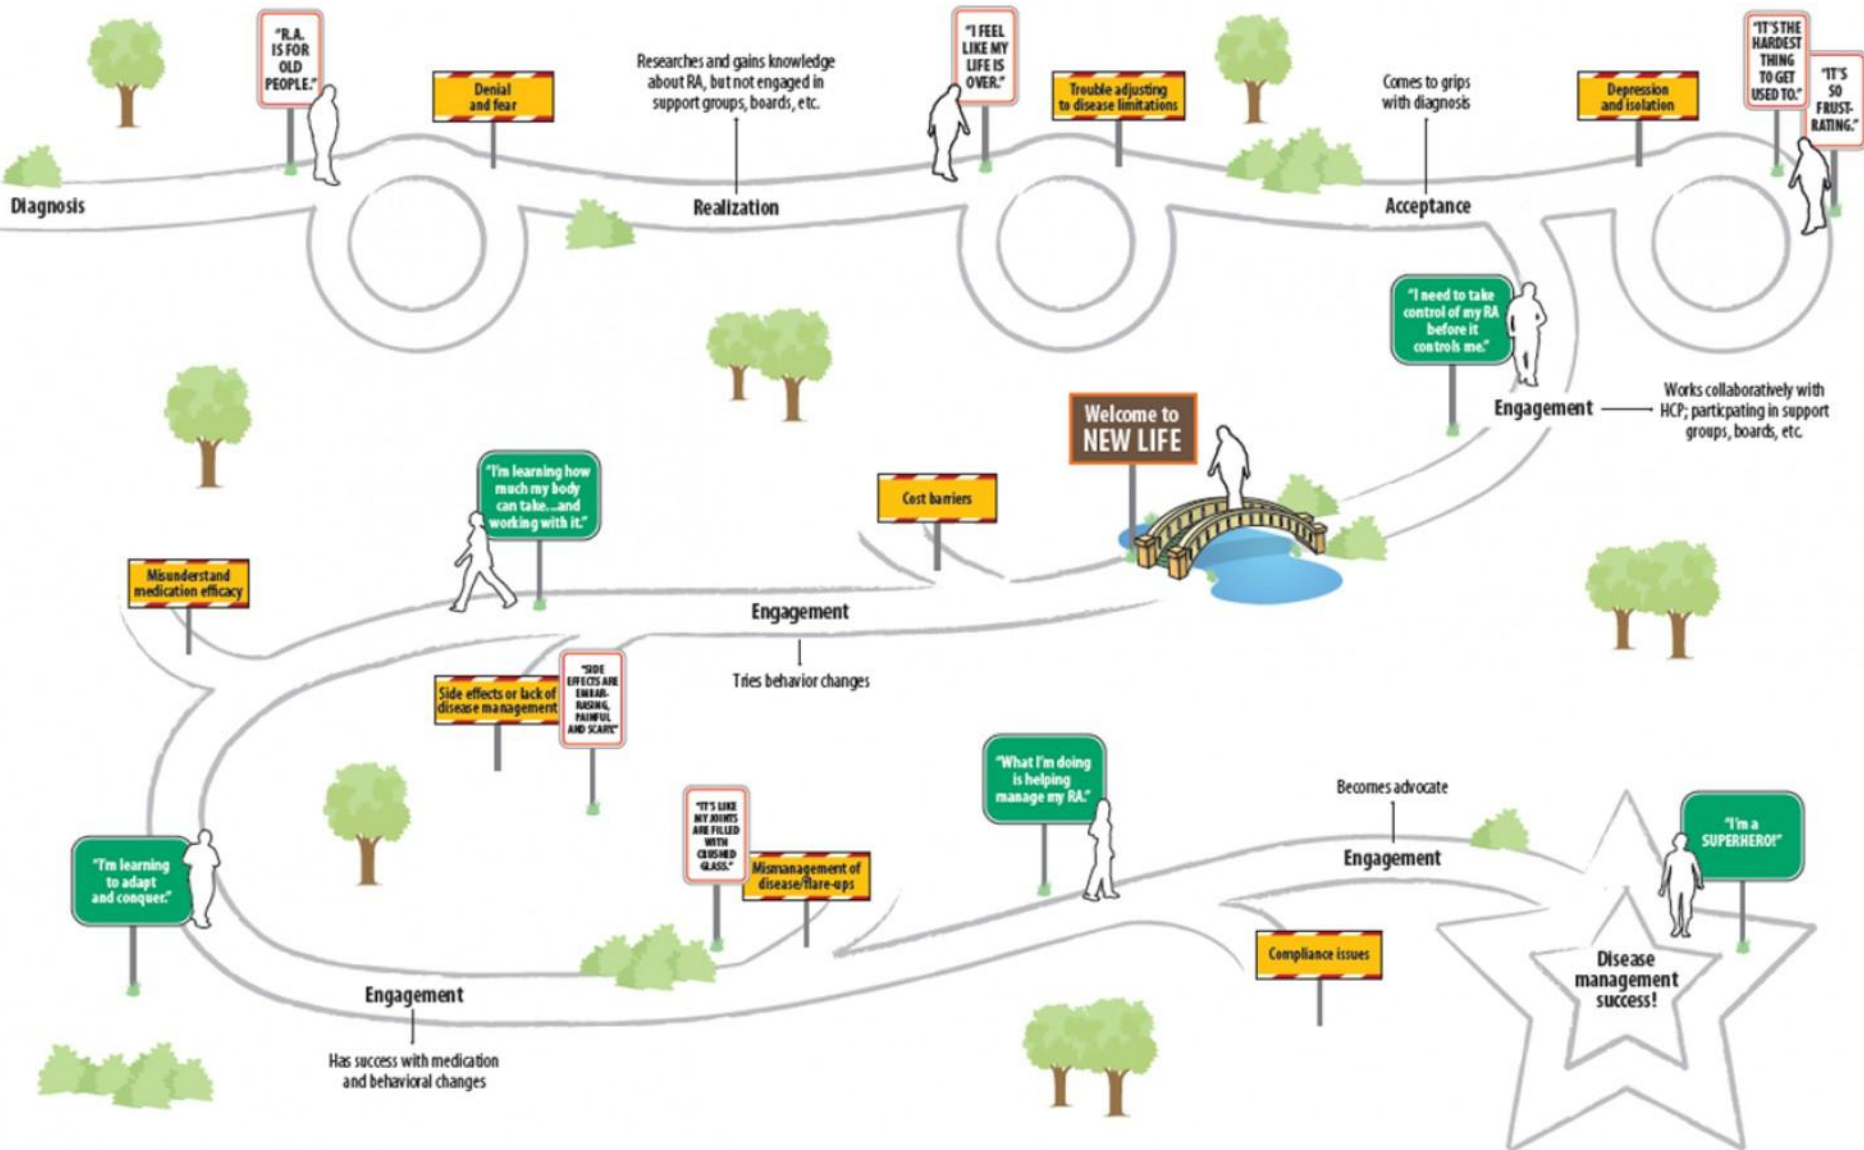 "R.A.
IS FOR
OLD
PEOPLE."
Denial
and fear
Researches and gains knowledge
about RA, but not engaged in
support groups, boards, etc.
"I FEEL
LIKE MY
LIFE IS
OVER."
Trouble adjusting
to disease limitations
Comes to grips
with diagnosis
Depression
and isolation
"IT'S THE
HARDEST
THING
TO GET
USED TO."
"IT'S
SO
FRUST-
RATING."
Diagnosis
Realization
Acceptance
"I need to take
control of my RA
before it
controls me."
Engagement
Works collaboratively with
HCP; particpating in support
groups, boards, etc.
Welcome to
NEW LIFE
Cost barriers
"I'm learning how
much my body
can take...and
working with it."
Misunderstand
medication efficacy
Engagement
Tries behavior changes
Side effects or lack of
disease management
"SIDE
EFFECTS ARE
EMBAR-
RASING,
PAINFUL
AND SCARY."
"I'm learning
to adapt
and conquer."
"IT'S LIKE
MY JOINTS
ARE FILLED
WITH
CRUSHED
GLASS."
Mismanagement of
disease/flare-ups
Engagement
Has success with medication
and behavioral changes
"What I'm doing
is helping
manage my RA."
Becomes advocate
Engagement
Compliance issues
"I'm a
SUPERHERO!"
Disease
management
success!